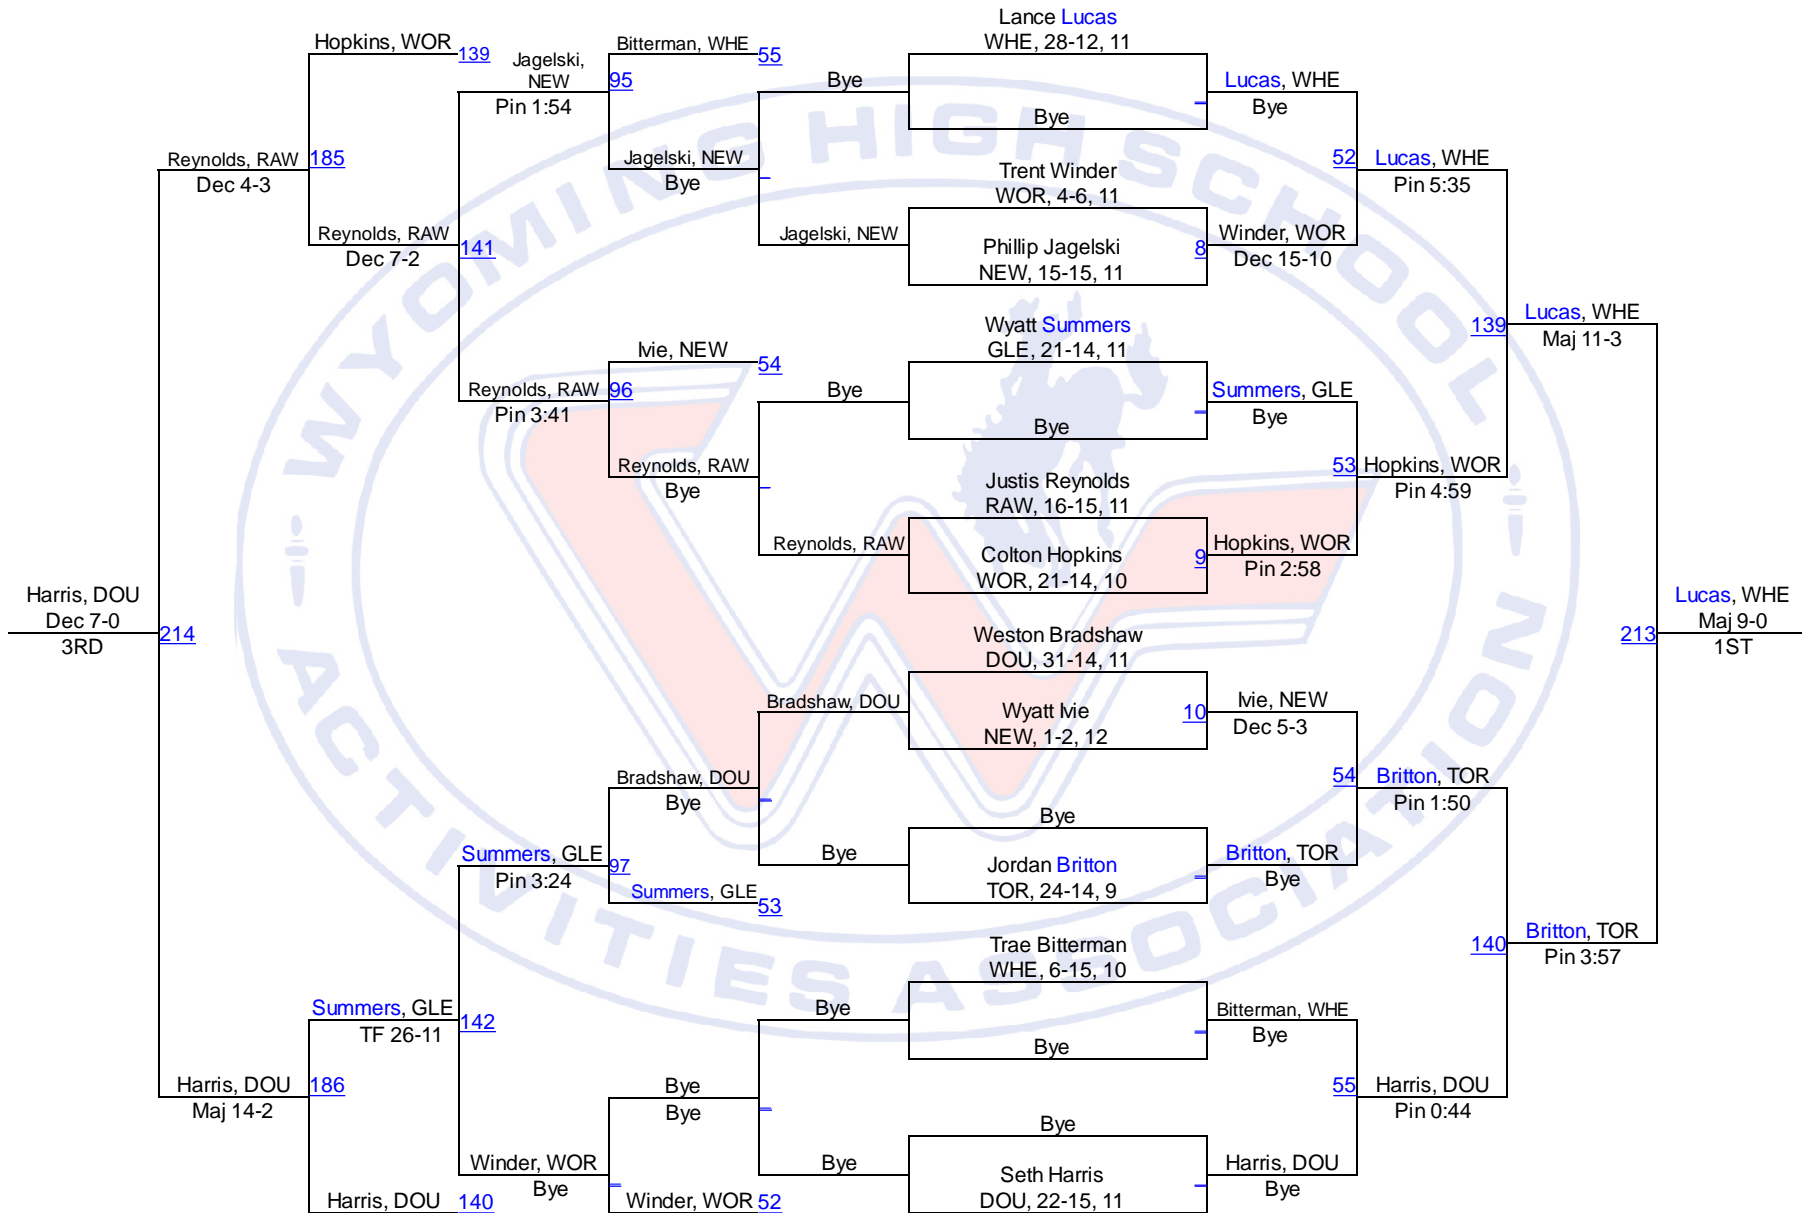 Lance Lucas
WHE, 28-12, 11
Bye
Trent Winder
WOR, 4-6, 11
Phillip Jagelski
NEW, 15-15, 11
8
Wyatt Summers
GLE, 21-14, 11
Bye
Justis Reynolds
RAW, 16-15, 11
Colton Hopkins
WOR, 21-14, 10
9
Weston Bradshaw
DOU, 31-14, 11
Wyatt Ivie
NEW, 1-2, 12
10
Bye
Jordan Britton
TOR, 24-14, 9
Trae Bitterman
WHE, 6-15, 10
Bye
Bye
Seth Harris
DOU, 22-15, 11
Lucas, WHE
Bye
Winder, WOR
Dec 15-10
Summers, GLE
Bye
Hopkins, WOR
Pin 2:58
Ivie, NEW
Dec 5-3
Britton, TOR
Bye
Bitterman, WHE
Bye
Harris, DOU
Bye
52
Lucas, WHE
Pin 5:35
53
Hopkins, WOR
Pin 4:59
54
Britton, TOR
Pin 1:50
55
Harris, DOU
Pin 0:44
139
Lucas, WHE
Maj 11-3
140
Britton, TOR
Pin 3:57
213
Lucas, WHE
Maj 9-0
1ST
Bye
Jagelski, NEW
Bye
Reynolds, RAW
Bradshaw, DOU
Bye
Bye
Bye
Bitterman, WHE
55
Jagelski, NEW
Bye
Ivie, NEW
54
Reynolds, RAW
Bye
Bradshaw, DOU
Bye
Summers, GLE
53
Bye
Bye
Winder, WOR
52
Jagelski,
NEW
95
Pin 1:54
Reynolds, RAW
96
Pin 3:41
Summers, GLE
97
Pin 3:24
Winder, WOR
Bye
Hopkins, WOR
139
Reynolds, RAW
141
Dec 7-2
Summers, GLE
142
TF 26-11
Harris, DOU
140
Reynolds, RAW
185
Dec 4-3
Harris, DOU
186
Maj 14-2
Harris, DOU
Dec 7-0
214
3RD
WYOMING HIGH SCHOOL
ACTIVITIES ASSOCIATION